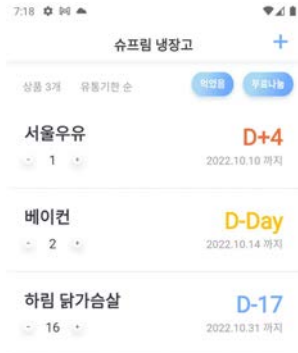 7:18
슈프림 냉장고 +
상품 3개 유통기한 순 먹었음 무료나눔
서울우유 D+4
- 1 + 2022.10.10 까지
베이컨 D-Day
- 2 + 2022.10.14 까지
하림 닭가슴살 D-17
- 16 + 2022.10.31 까지